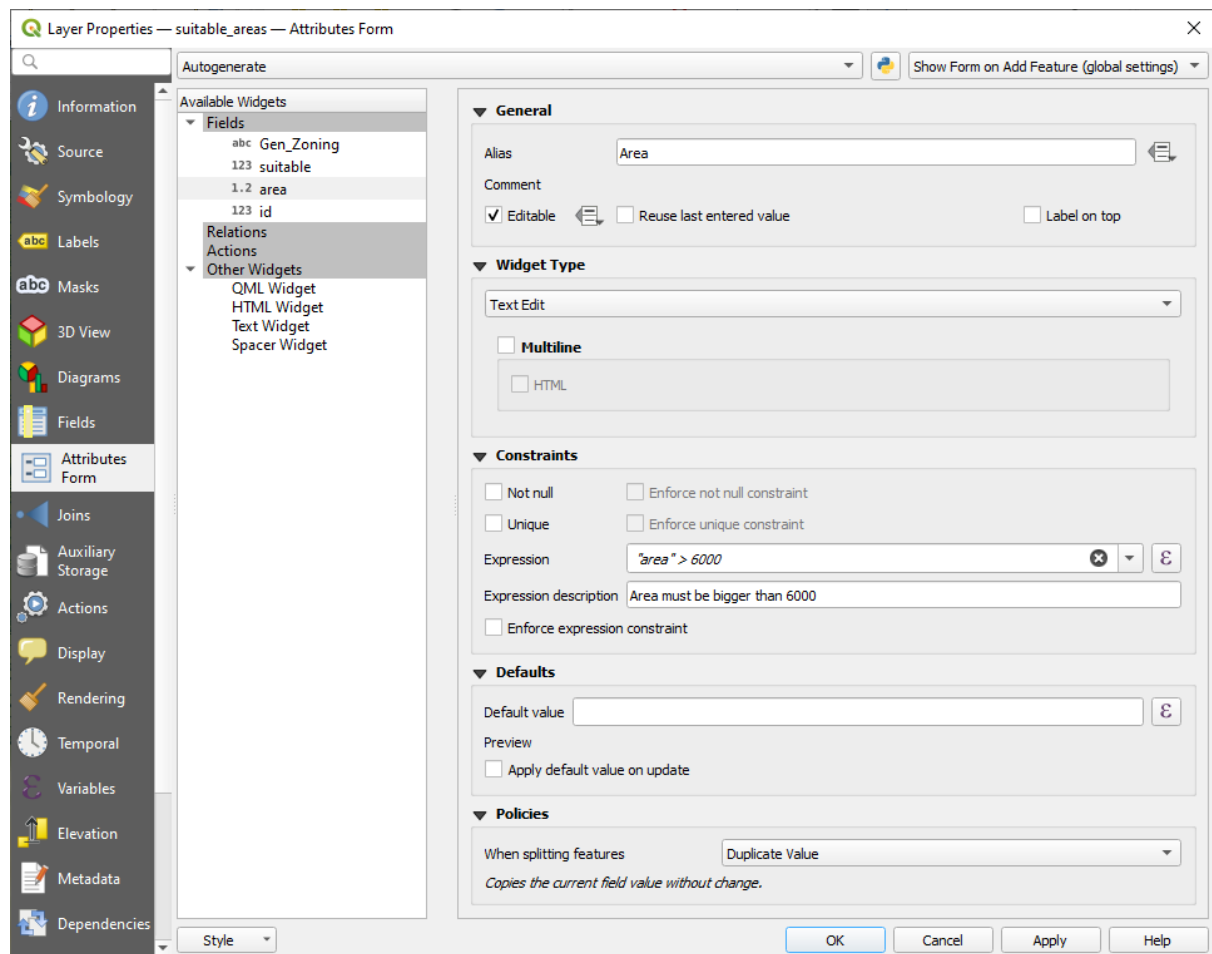 Layer Properties — suitable_areas — Attributes Form
Autogenerate
Show Form on Add Feature (global settings)
Information
Source
Symbology
abc Labels
abc Masks
3D View
Diagrams
Fields
Attributes
Form
Joins
Auxiliary
Storage
Actions
Display
Rendering
Temporal
Variables
Elevation
Metadata
Dependencies
Available Widgets
Fields
abc Gen_Zoning
123 suitable
1.2 area
123 id
Relations
Actions
Other Widgets
QML Widget
HTML Widget
Text Widget
Spacer Widget
Style
General
Alias Area
Comment
Editable Reuse last entered value Label on top
Widget Type
Text Edit
Multiline
HTML
Constraints
Not null Enforce not null constraint
Unique Enforce unique constraint
Expression "area" > 6000 ε
Expression description Area must be bigger than 6000
Enforce expression constraint
Defaults
Default value ε
Preview
Apply default value on update
Policies
When splitting features Duplicate Value
Copies the current field value without change.
OK Cancel Apply Help